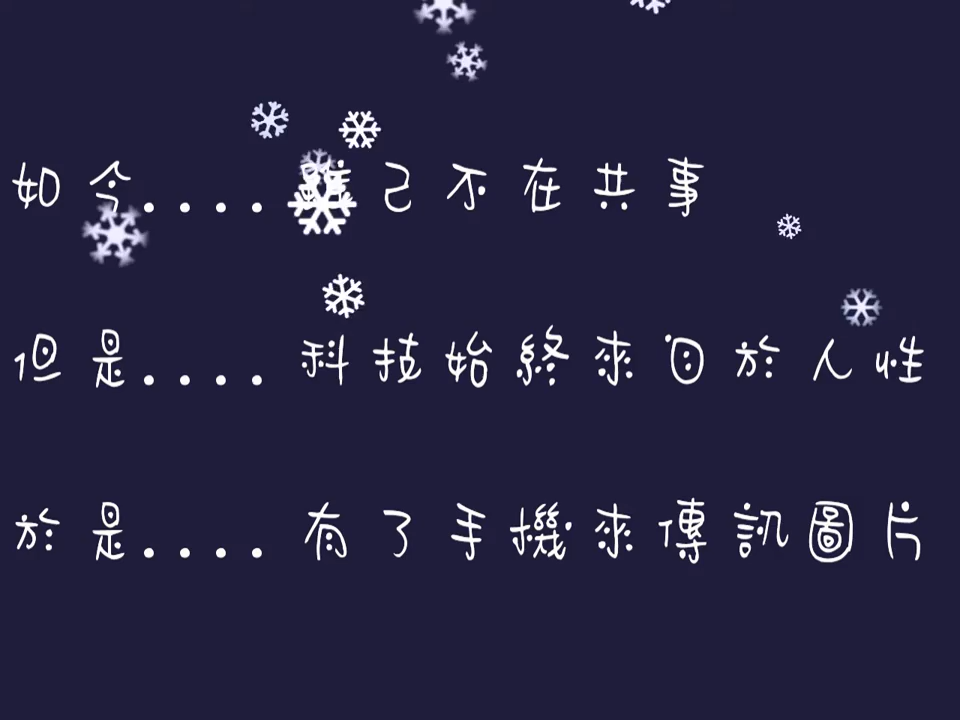 如今.... 己不在共事
但是.... 科技始終來自於人性
於是.... 有了手機來傳訊圖片